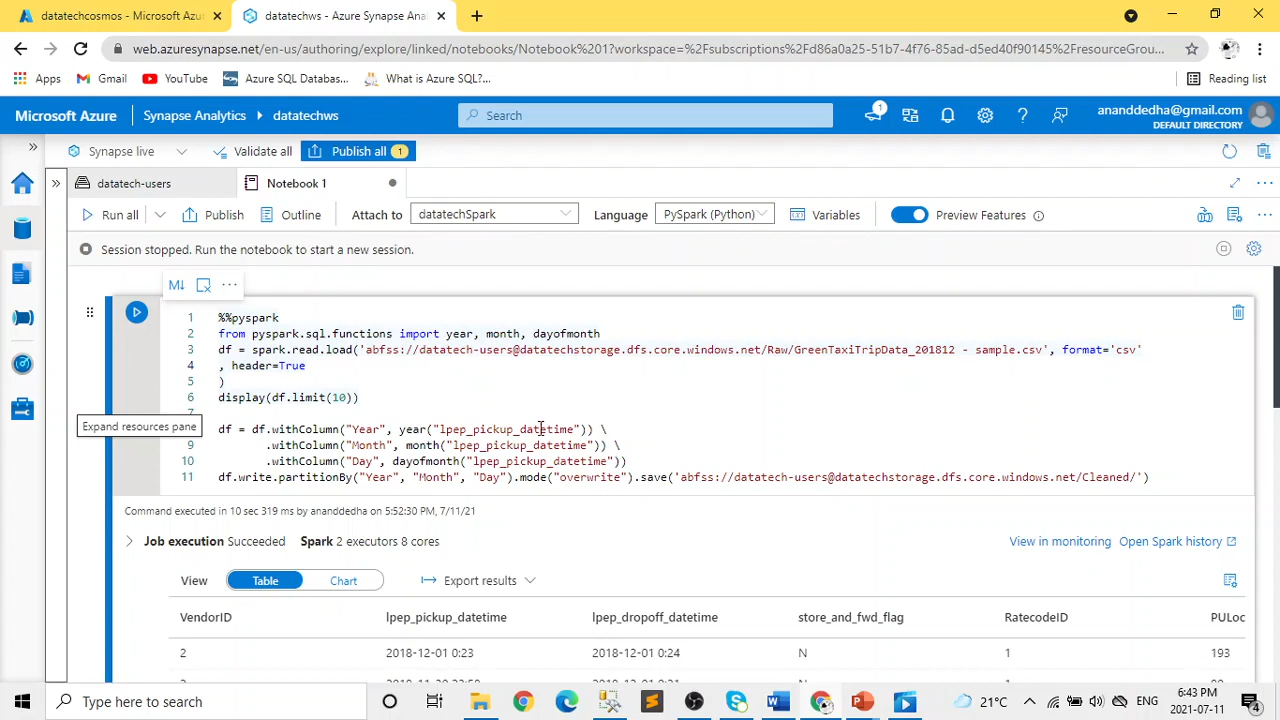 datatechcosmos - Microsoft Azure
datatechws - Azure Synapse Anal
web.azuresynapse.net/en-us/authoring/explore/linked/notebooks/Notebook%201?workspace=%2Fsubscriptions%2Fd86a0a25-51b7-4f76-85ad-d5ed40f90145%2FresourceGrou...
Apps Gmail YouTube Azure SQL Databas... What is Azure SQL?... Reading list
Microsoft Azure Synapse Analytics datatechws Search 1 ananddedha@gmail.com
DEFAULT DIRECTORY
Synapse live Validate all Publish all 1
datatech-users Notebook 1
Run all Publish Outline Attach to datatechSpark Language PySpark (Python) Variables Preview Features
Session stopped. Run the notebook to start a new session.
M↓ ...
1 %%pyspark
2 from pyspark.sql.functions import year, month, dayofmonth
3 df = spark.read.load('abfss://datatech-users@datatechstorage.dfs.core.windows.net/Raw/GreenTaxiTripData_201812 - sample.csv', format='csv'
4 , header=True
5 )
6 display(df.limit(10))
7
Expand resources pane
8 df = df.withColumn("Year", year("lpep_pickup_datetime")) \
9 .withColumn("Month", month("lpep_pickup_datetime")) \
10 .withColumn("Day", dayofmonth("lpep_pickup_datetime"))
11 df.write.partitionBy("Year", "Month", "Day").mode("overwrite").save('abfss://datatech-users@datatechstorage.dfs.core.windows.net/Cleaned/')
Command executed in 10 sec 319 ms by ananddedha at 5:52:30 PM, 7/11/21
Job execution Succeeded Spark 2 executors 8 cores View in monitoring Open Spark history
View Table Chart Export results
VendorID lpep_pickup_datetime lpep_dropoff_datetime store_and_fwd_flag RatecodeID PULoc
2 2018-12-01 0:23 2018-12-01 0:24 N 1 193
Type here to search 21°C ENG 6:43 PM
2021-07-11 4